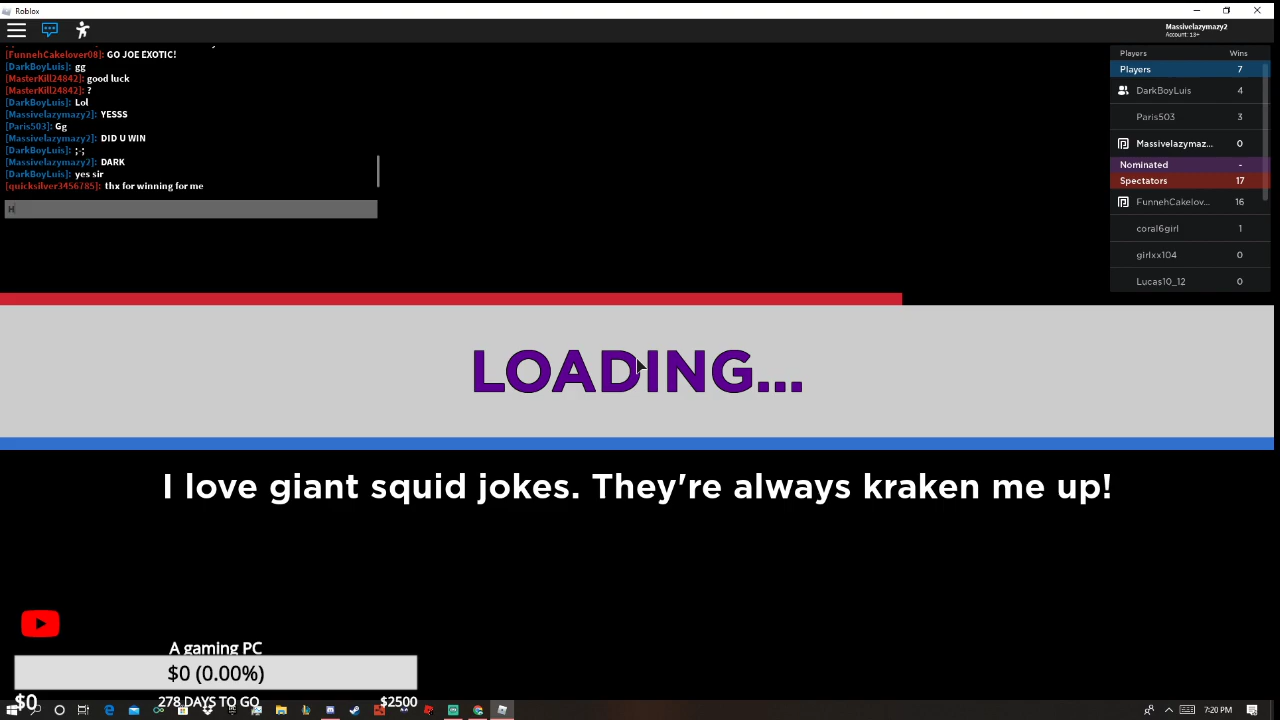 Roblox
Massivelazymazy2
Account: 13+
[FunnehCakelover08]: GO JOE EXOTIC!
[DarkBoyLuis]: gg
[MasterKill24842]: good luck
[MasterKill24842]: ?
[DarkBoyLuis]: Lol
[Massivelazymazy2]: YESSS
[Paris503]: Gg
[Massivelazymazy2]: DID U WIN
[DarkBoyLuis]: ;-;
[Massivelazymazy2]: DARK
[DarkBoyLuis]: yes sir
[quicksilver3456785]: thx for winning for me
H
Players Wins
Players 7
DarkBoyLuis 4
Paris503 3
Massivelazymaz... 0
Nominated -
Spectators 17
FunnehCakelov... 16
coral6girl 1
girlxx104 0
Lucas10_12 0
LOADING...
I love giant squid jokes. They're always kraken me up!
A gaming PC
$0 (0.00%)
$0 278 DAYS TO GO $2500
7:20 PM